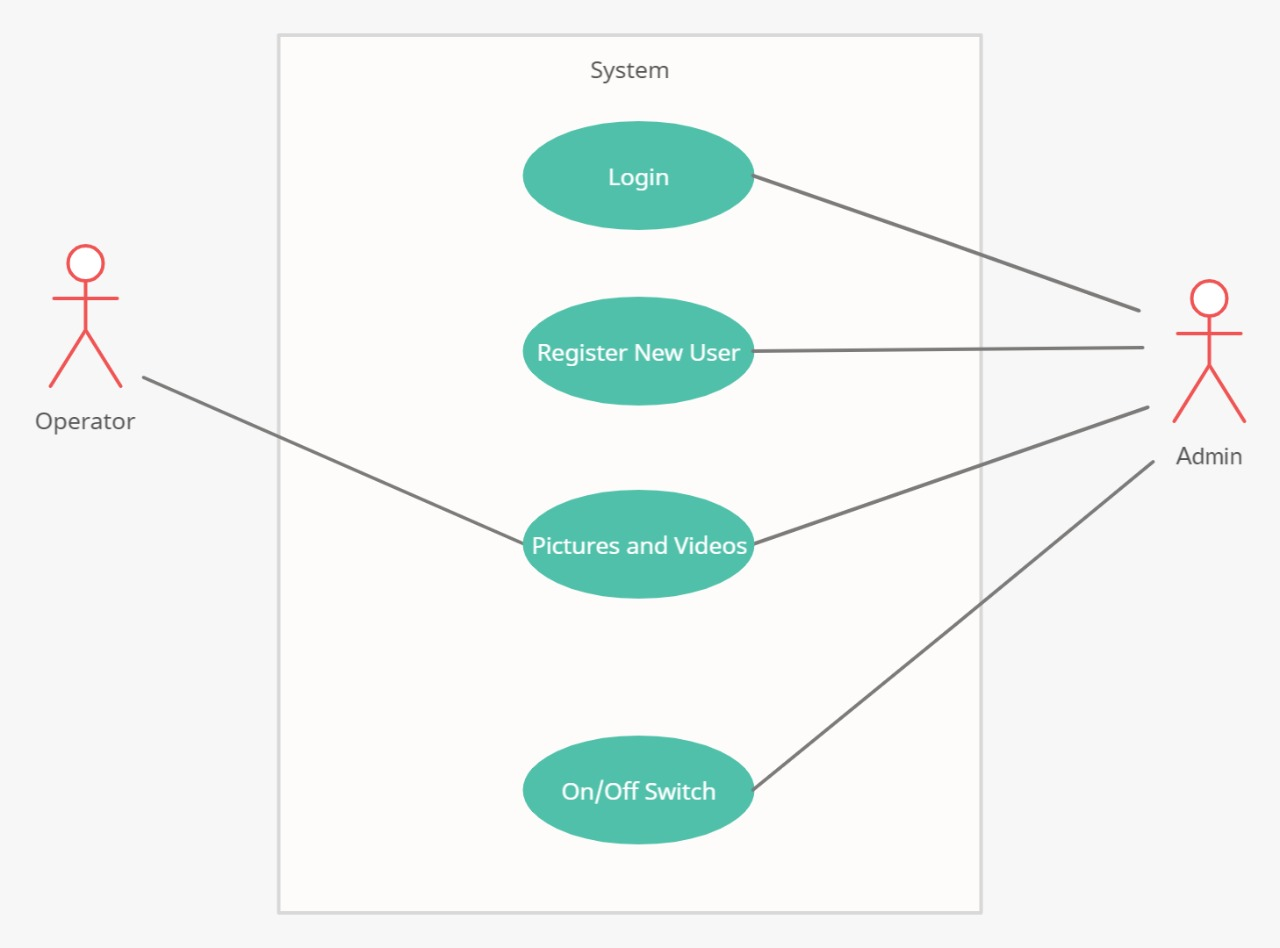 System
Login
Register New User
Operator
Admin
Pictures and Videos
On/Off Switch